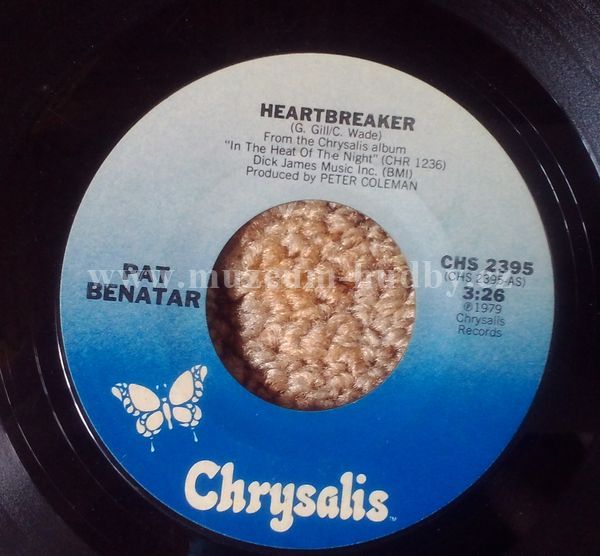 HEARTBREAKER
(G. Gill/C. Wade)
From the Chrysalis album
"In The Heat Of The Night" (CHR 1236)
Dick James Music Inc. (BMI)
Produced by PETER COLEMAN
PAT
BENATAR
CHS 2395
(CHS 2395-AS)
3:26
℗1979
Chrysalis
Records
www.muzeum-hudby.cz
Chrysalis™